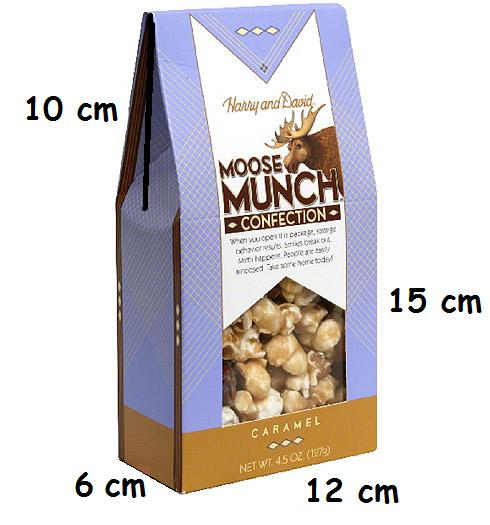 10 cm
Harry and David.
MOOSE
MUNCH
CONFECTION
When you open this package, strange
behavior results. Smiles break out.
Mirth happens. People are easily
amoosed. Take some home today!
15 cm
CARAMEL
NET WT. 4.5 OZ. (127g)
6 cm
12 cm